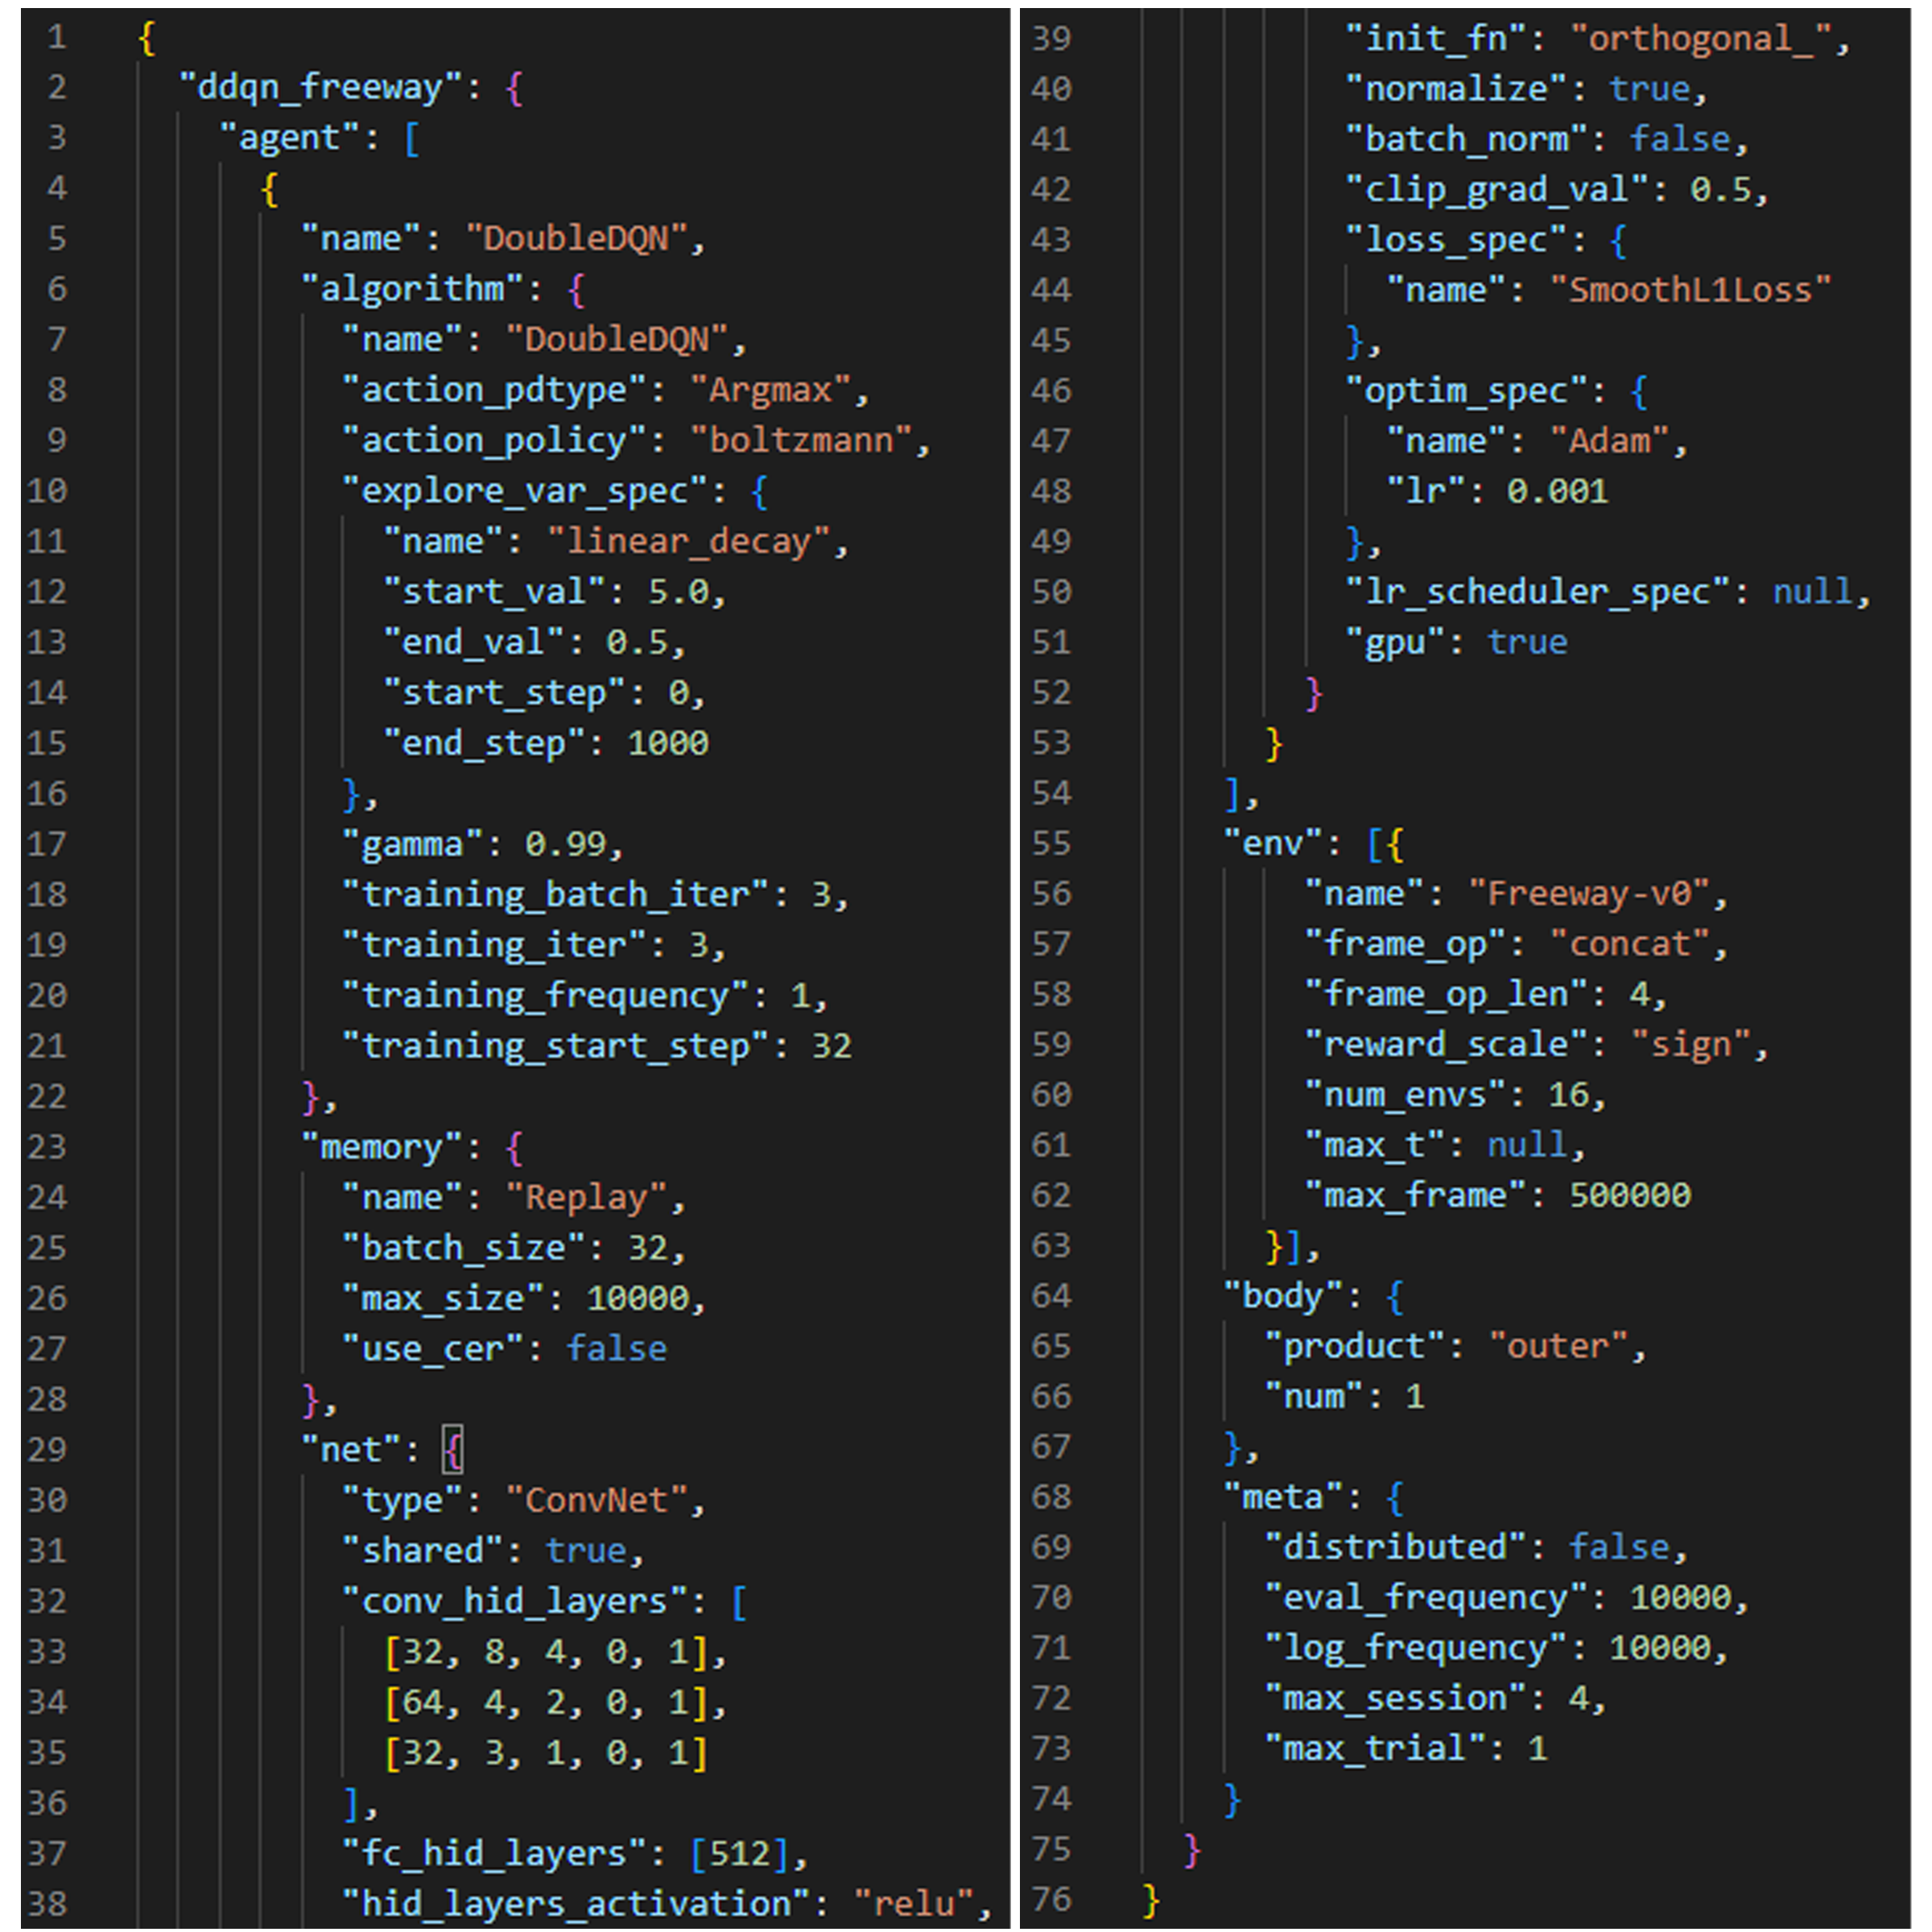 1 {
2 "ddqn_freeway": {
3 "agent": [
4 {
5 "name": "DoubleDQN",
6 "algorithm": {
7 "name": "DoubleDQN",
8 "action_pdtype": "Argmax",
9 "action_policy": "boltzmann",
10 "explore_var_spec": {
11 "name": "linear_decay",
12 "start_val": 5.0,
13 "end_val": 0.5,
14 "start_step": 0,
15 "end_step": 1000
16 },
17 "gamma": 0.99,
18 "training_batch_iter": 3,
19 "training_iter": 3,
20 "training_frequency": 1,
21 "training_start_step": 32
22 },
23 "memory": {
24 "name": "Replay",
25 "batch_size": 32,
26 "max_size": 10000,
27 "use_cer": false
28 },
29 "net": {
30 "type": "ConvNet",
31 "shared": true,
32 "conv_hid_layers": [
33 [32, 8, 4, 0, 1],
34 [64, 4, 2, 0, 1],
35 [32, 3, 1, 0, 1]
36 ],
37 "fc_hid_layers": [512],
38 "hid_layers_activation": "relu",
39 "init_fn": "orthogonal_",
40 "normalize": true,
41 "batch_norm": false,
42 "clip_grad_val": 0.5,
43 "loss_spec": {
44 "name": "SmoothL1Loss"
45 },
46 "optim_spec": {
47 "name": "Adam",
48 "lr": 0.001
49 },
50 "lr_scheduler_spec": null,
51 "gpu": true
52 }
53 }
54 ],
55 "env": [{
56 "name": "Freeway-v0",
57 "frame_op": "concat",
58 "frame_op_len": 4,
59 "reward_scale": "sign",
60 "num_envs": 16,
61 "max_t": null,
62 "max_frame": 500000
63 }],
64 "body": {
65 "product": "outer",
66 "num": 1
67 },
68 "meta": {
69 "distributed": false,
70 "eval_frequency": 10000,
71 "log_frequency": 10000,
72 "max_session": 4,
73 "max_trial": 1
74 }
75 }
76 }